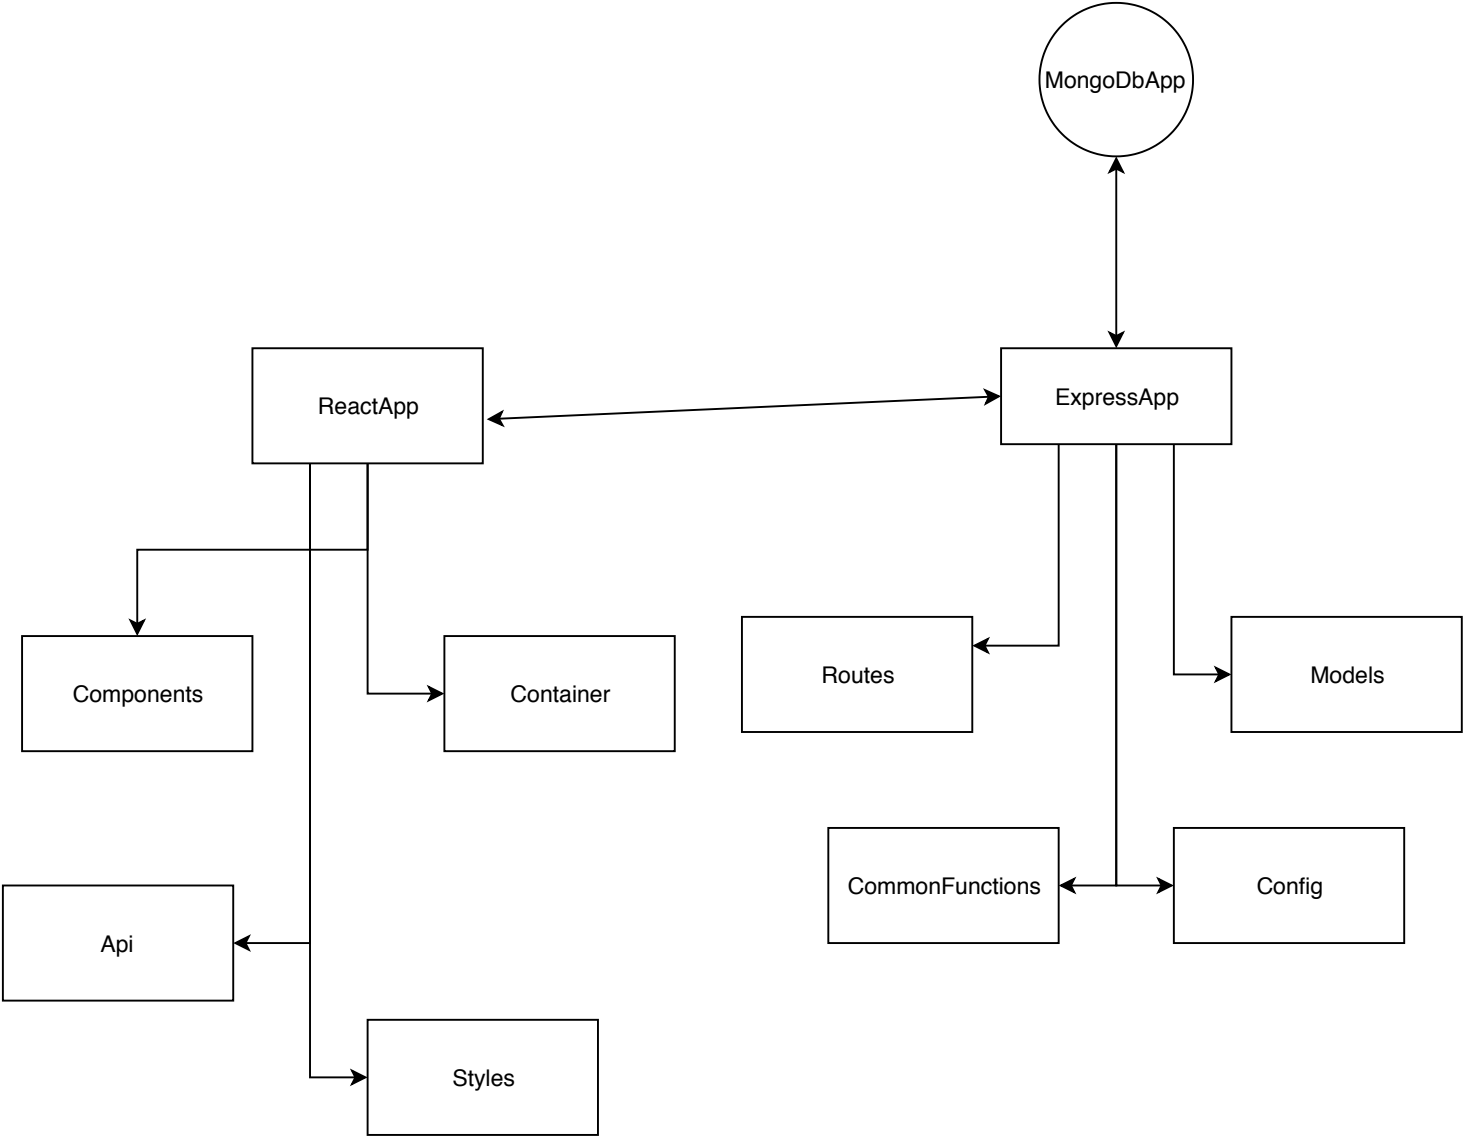 MongoDbApp
ReactApp
ExpressApp
Components
Container
Routes
Models
CommonFunctions
Config
Api
Styles